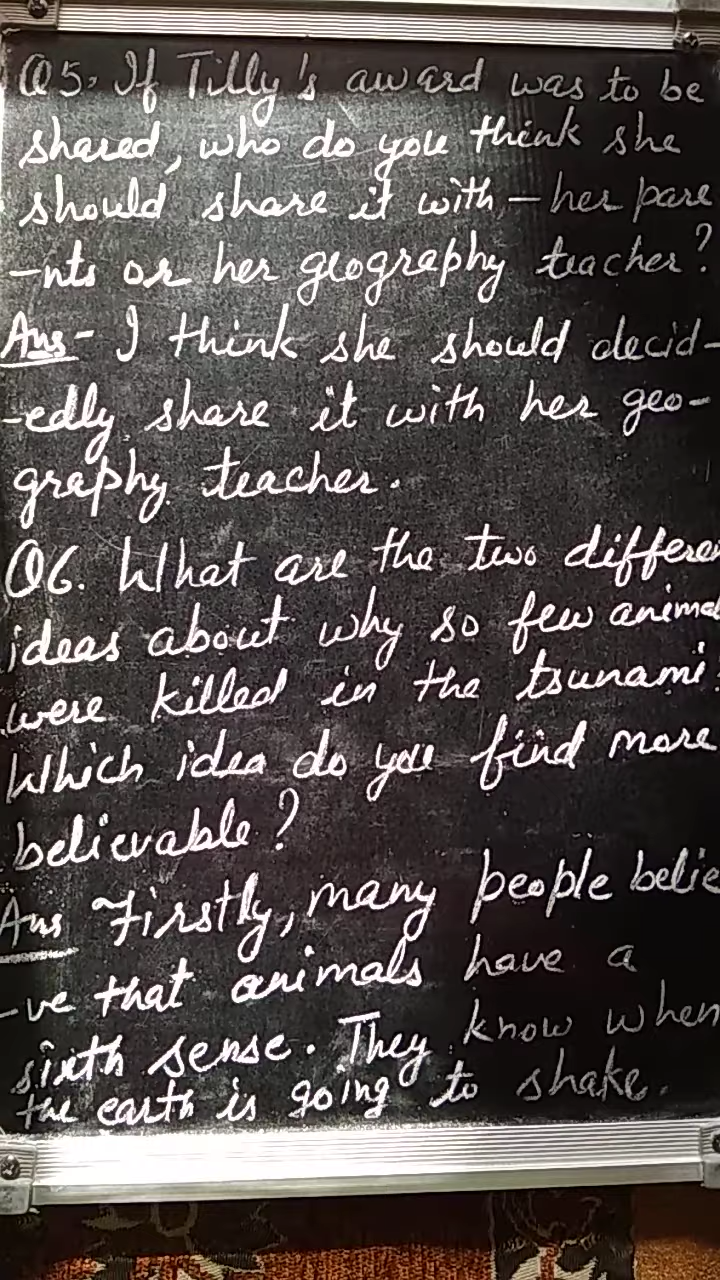 Q5. If Tilly's award was to be
shared, who do you think she
should share it with, - her pare
-nts or her geography teacher?
Ans - I think she should decid-
-edly share it with her geo-
graphy teacher.
Q6. What are the two differen
ideas about why so few animal
were killed in the tsunami.
Which idea do you find more
believable?
Ans Firstly, many people belie
-ve that animals have a
sixth sense. They know when
the earth is going to shake.